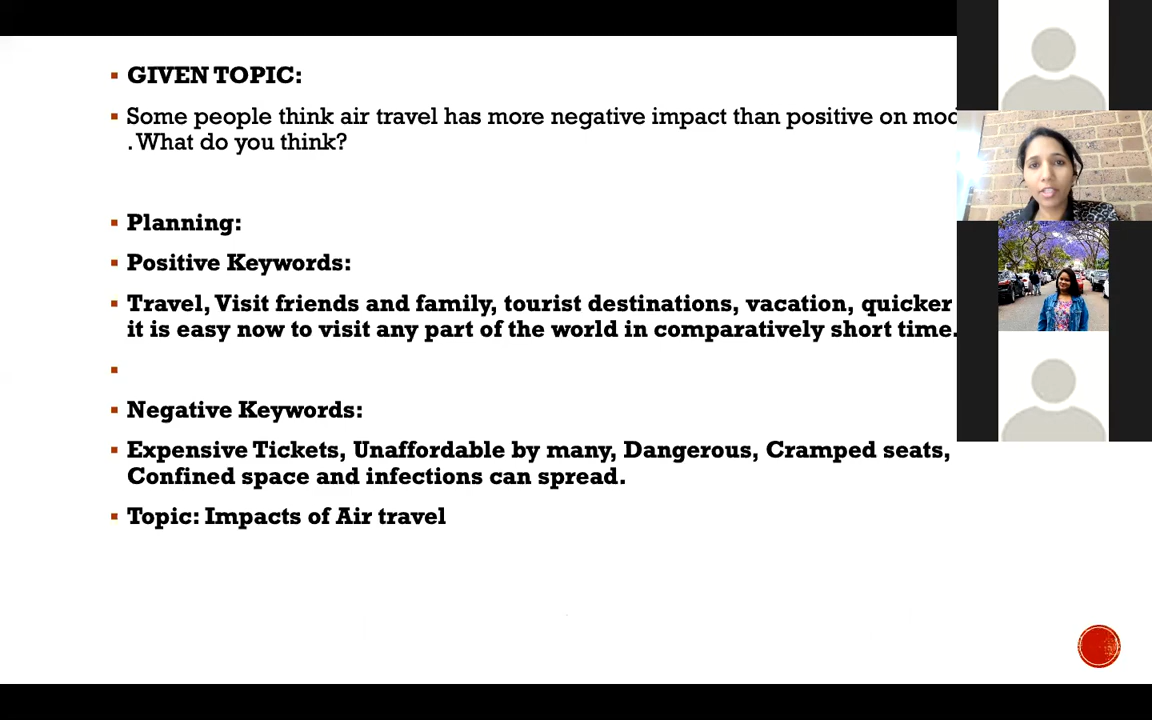 GIVEN TOPIC:
Some people think air travel has more negative impact than positive on
. What do you think?
Planning:
Positive Keywords:
Travel, Visit friends and family, tourist destinations, vacation, quicker
it is easy now to visit any part of the world in comparatively short time.
Negative Keywords:
Expensive Tickets, Unaffordable by many, Dangerous, Cramped seats,
Confined space and infections can spread.
Topic: Impacts of Air travel